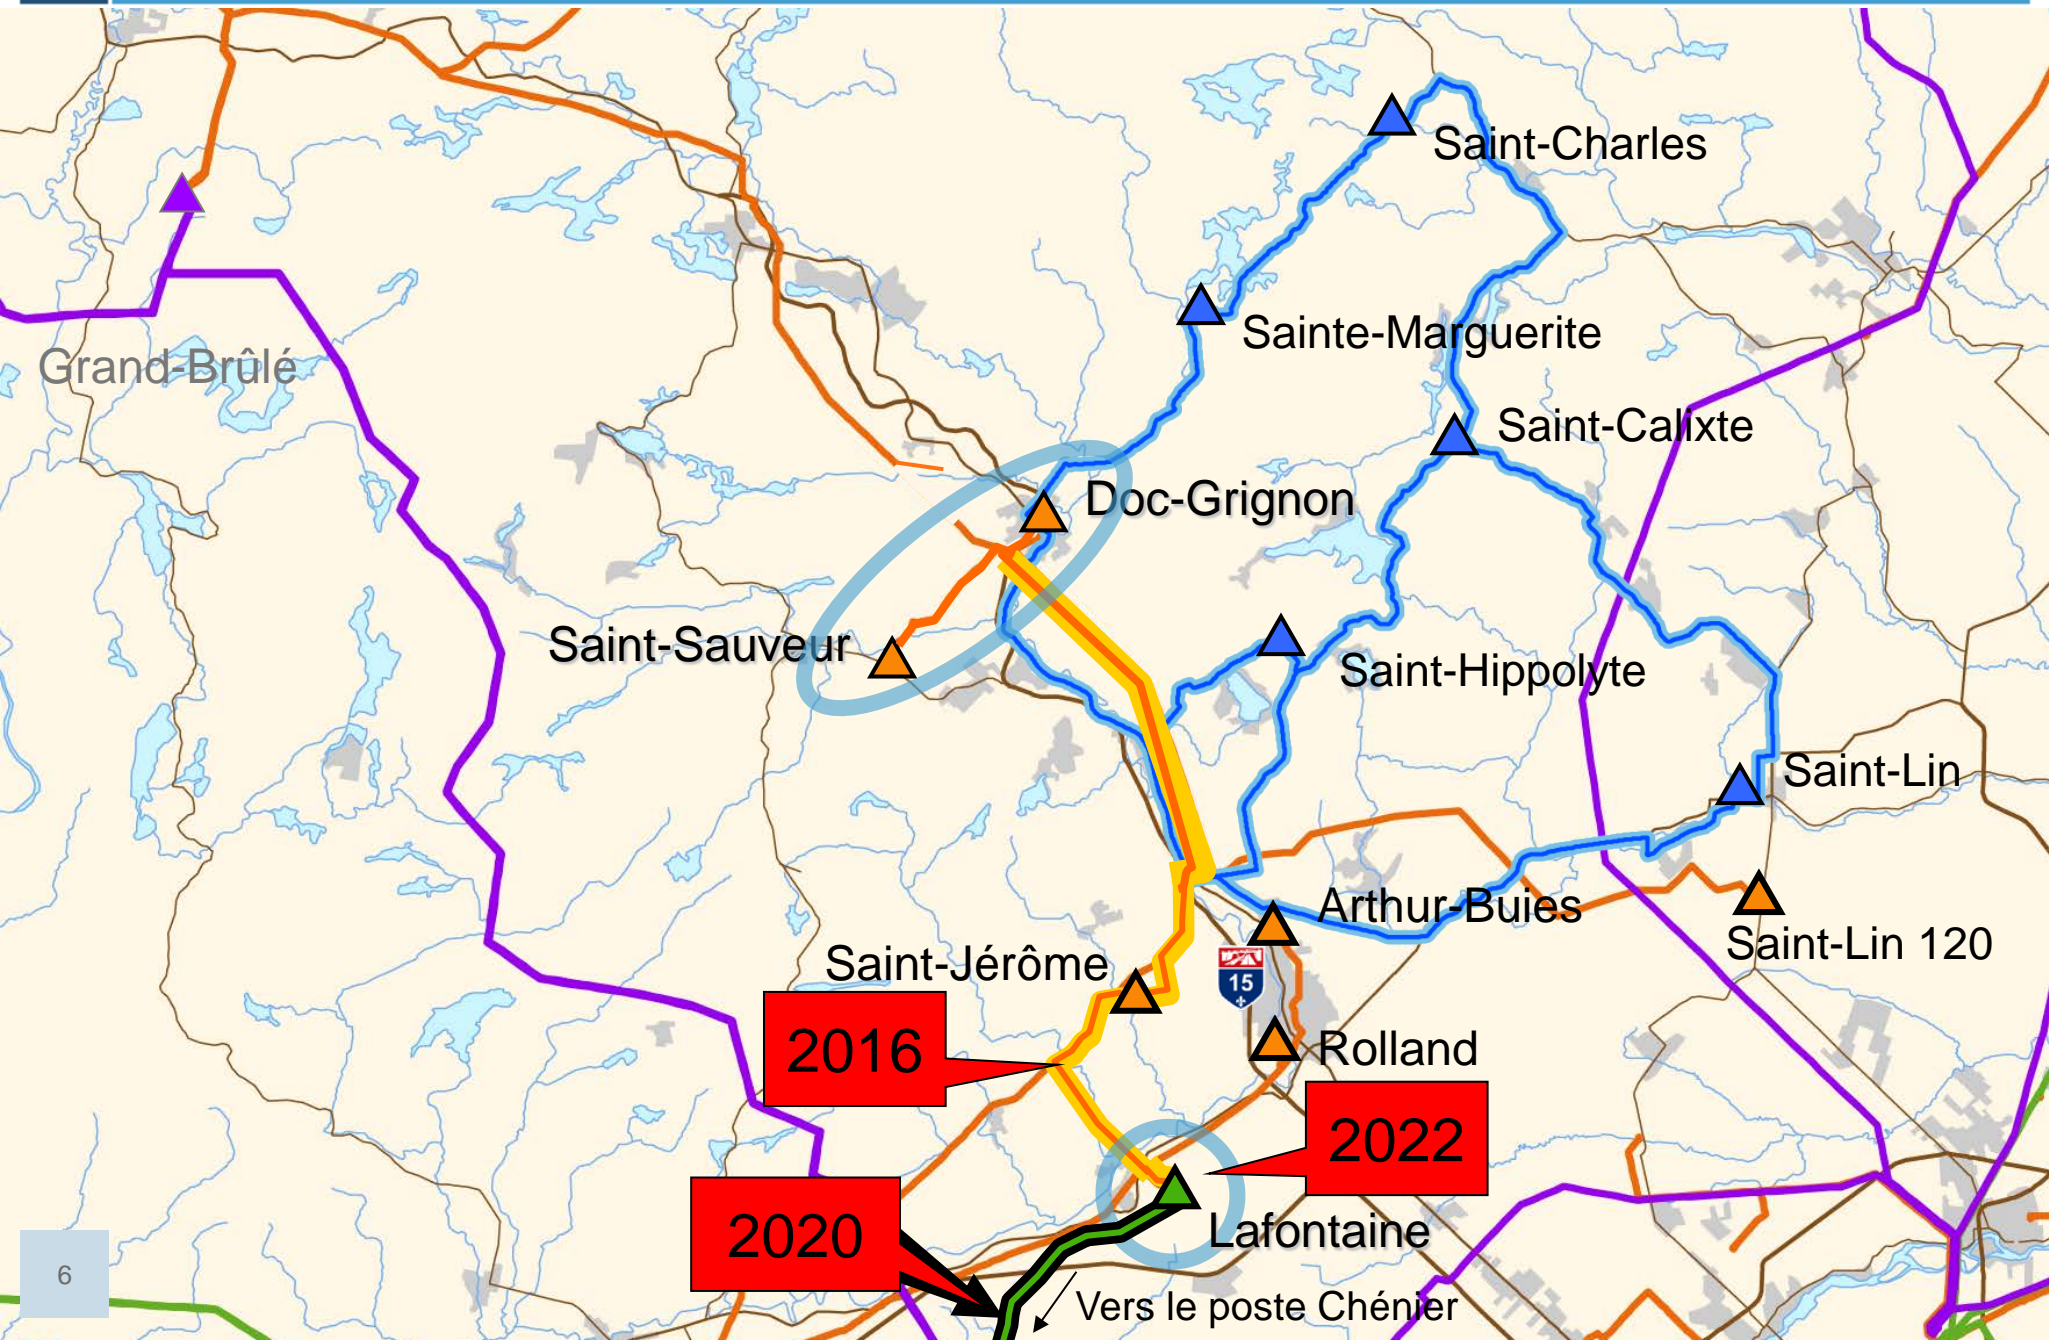 Saint-Charles
Sainte-Marguerite
Grand-Brûlé
Saint-Calixte
Doc-Grignon
Saint-Sauveur
Saint-Hippolyte
Saint-Lin
Arthur-Buies
Saint-Lin 120
Saint-Jérôme
15
2016
Rolland
2022
2020
Lafontaine
6
Vers le poste Chénier